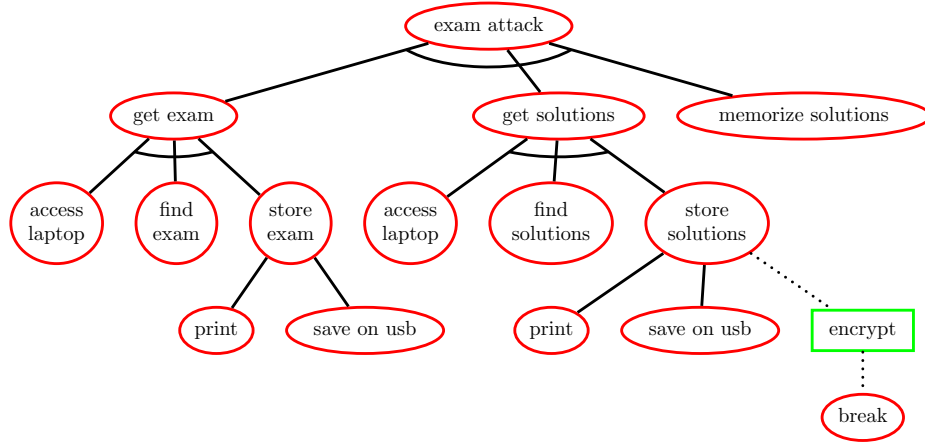 exam attack
get exam
get solutions
memorize solutions
access
laptop
find
exam
store
exam
access
laptop
find
solutions
store
solutions
print
save on usb
print
save on usb
encrypt
break